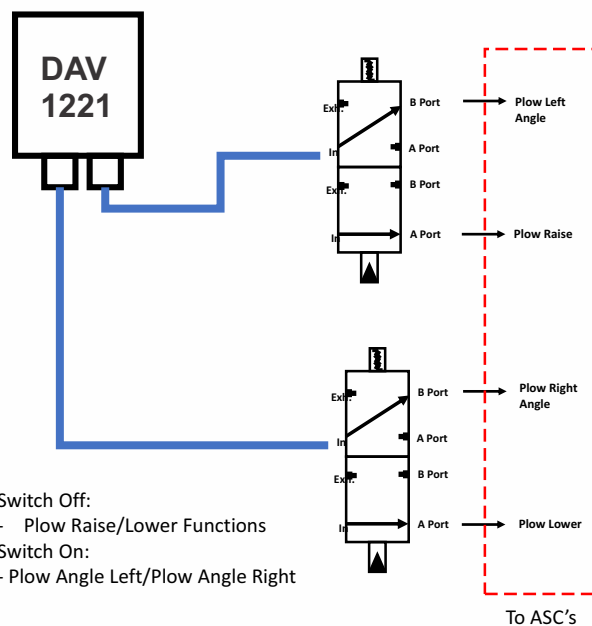 DAV
1221
Exh.
B Port
Plow Left
Angle
In
A Port
Exh.
B Port
In
A Port
Plow Raise
Exh.
B Port
Plow Right
Angle
In
A Port
Exh.
B Port
In
A Port
Plow Lower
Switch Off:
- Plow Raise/Lower Functions
Switch On:
- Plow Angle Left/Plow Angle Right
To ASC's